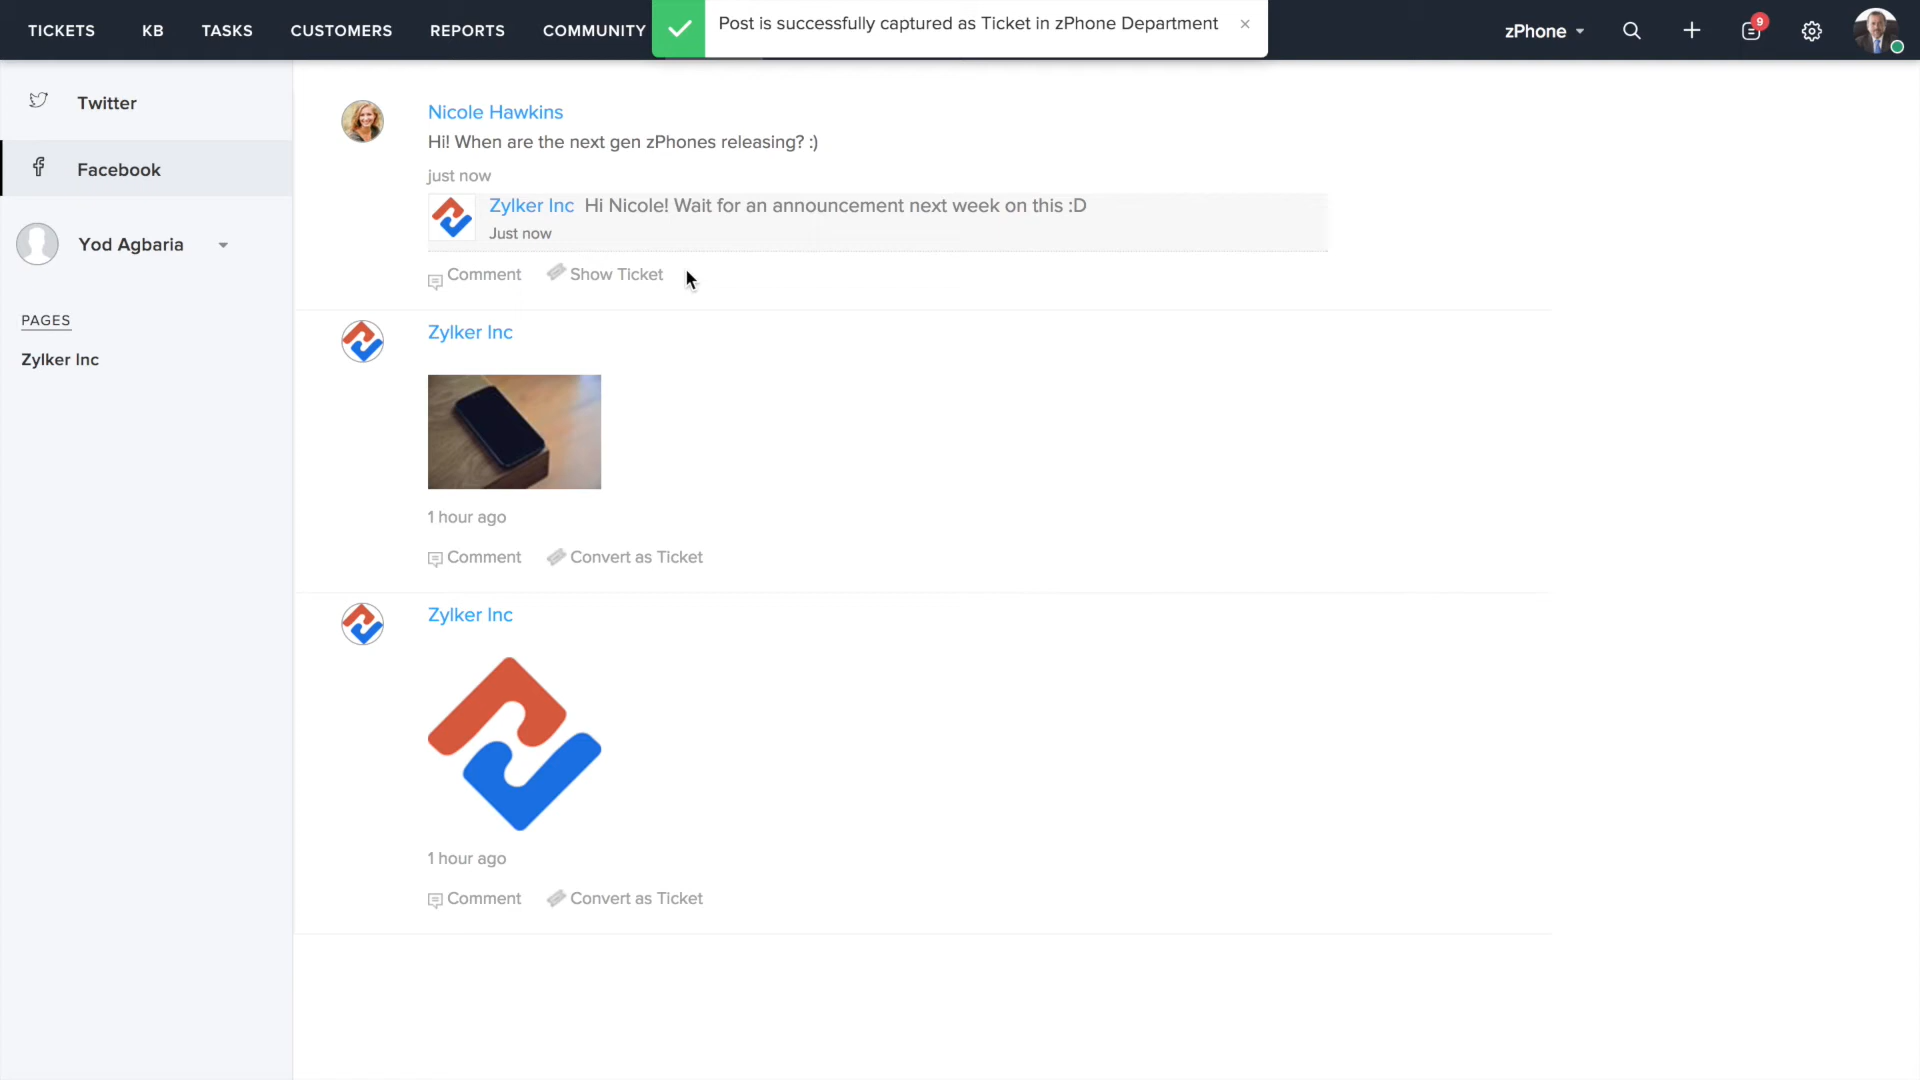 TICKETS KB TASKS CUSTOMERS REPORTS COMMUNITY
Post is successfully captured as Ticket in zPhone Department ×
zPhone
9
Twitter
Facebook
Yod Agbaria
PAGES
Zylker Inc
Nicole Hawkins
Hi! When are the next gen zPhones releasing? :)
just now
Zylker Inc Hi Nicole! Wait for an announcement next week on this :D
Just now
Comment Show Ticket
Zylker Inc
1 hour ago
Comment Convert as Ticket
Zylker Inc
1 hour ago
Comment Convert as Ticket